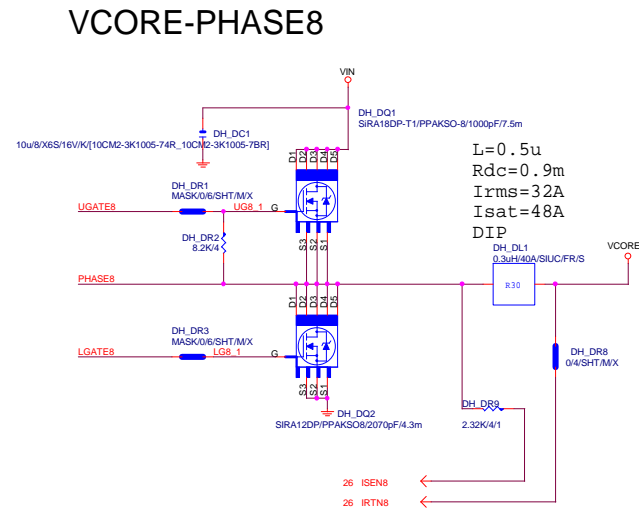 VCORE-PHASE8
VIN
DH_DQ1
SiRA18DP-T1/PPAKSO-8/1000pF/7.5m
DH_DC1
10u/8/X6S/16V/K/[10CM2-3K1005-74R_10CM2-3K1005-7BR]
D1
D2
D3
D4
D5
L=0.5u
Rdc=0.9m
Irms=32A
Isat=48A
DIP
DH_DR1
MASK/0/6/SHT/M/X
UGATE8
UG8_1
G
DH_DR2
8.2K/4
S3
S2
S1
DH_DL1
0.3uH/40A/SIUC/FR/S
VCORE
PHASE8
R30
D1
D2
D3
D4
D5
DH_DR3
MASK/0/6/SHT/M/X
LGATE8
LG8_1
G
DH_DR8
0/4/SHT/M/X
S3
S2
S1
DH_DQ2
SIRA12DP/PPAKSO8/2070pF/4.3m
DH_DR9
2.32K/4/1
26 ISEN8
26 IRTN8